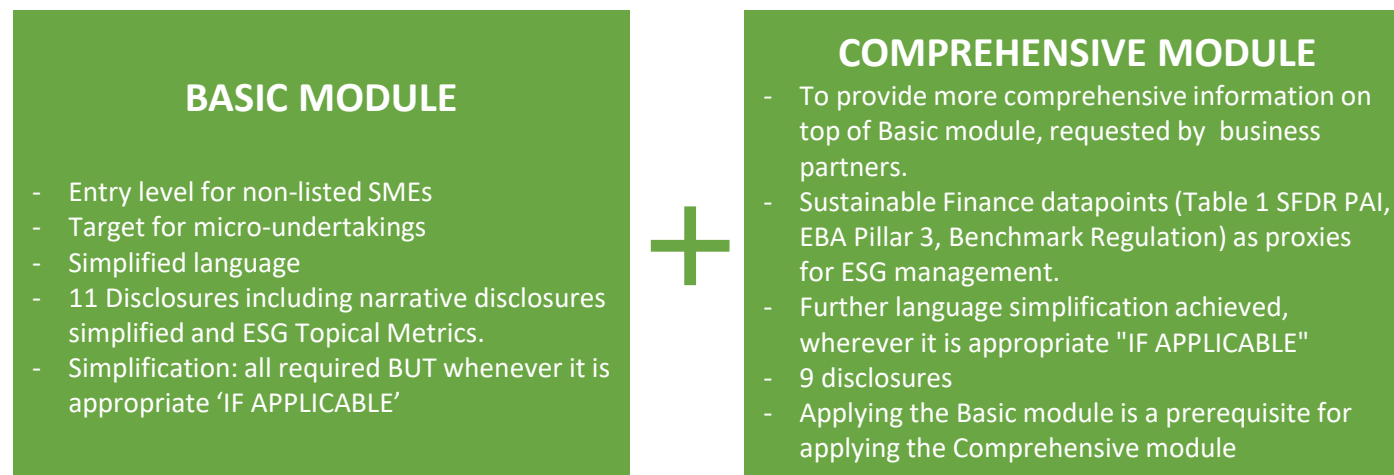 BASIC MODULE
- Entry level for non-listed SMEs
- Target for micro-undertakings
- Simplified language
- 11 Disclosures including narrative disclosures
simplified and ESG Topical Metrics.
- Simplification: all required BUT whenever it is
appropriate ‘IF APPLICABLE’
+
COMPREHENSIVE MODULE
- To provide more comprehensive information on
top of Basic module, requested by business
partners.
- Sustainable Finance datapoints (Table 1 SFDR PAI,
EBA Pillar 3, Benchmark Regulation) as proxies
for ESG management.
- Further language simplification achieved,
wherever it is appropriate "IF APPLICABLE"
- 9 disclosures
- Applying the Basic module is a prerequisite for
applying the Comprehensive module